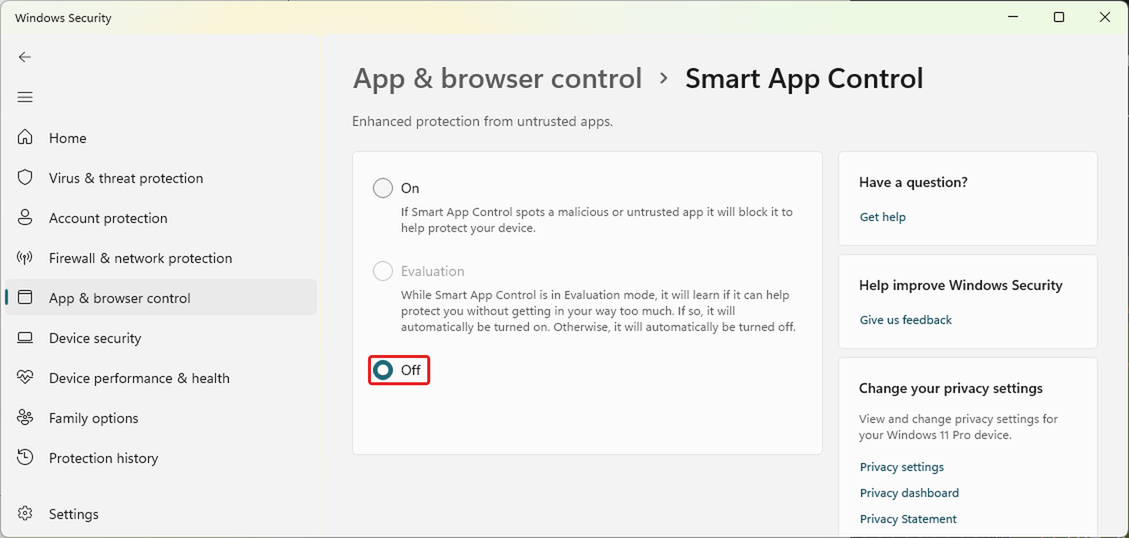 Windows Security
Home
Virus & threat protection
Account protection
Firewall & network protection
App & browser control
Device security
Device performance & health
Family options
Protection history
Settings
App & browser control > Smart App Control
Enhanced protection from untrusted apps.
On
If Smart App Control spots a malicious or untrusted app it will block it to
help protect your device.
Evaluation
While Smart App Control is in Evaluation mode, it will learn if it can help
protect you without getting in your way too much. If so, it will
automatically be turned on. Otherwise, it will automatically be turned off.
Off
Have a question?
Get help
Help improve Windows Security
Give us feedback
Change your privacy settings
View and change privacy settings for
your Windows 11 Pro device.
Privacy settings
Privacy dashboard
Privacy Statement